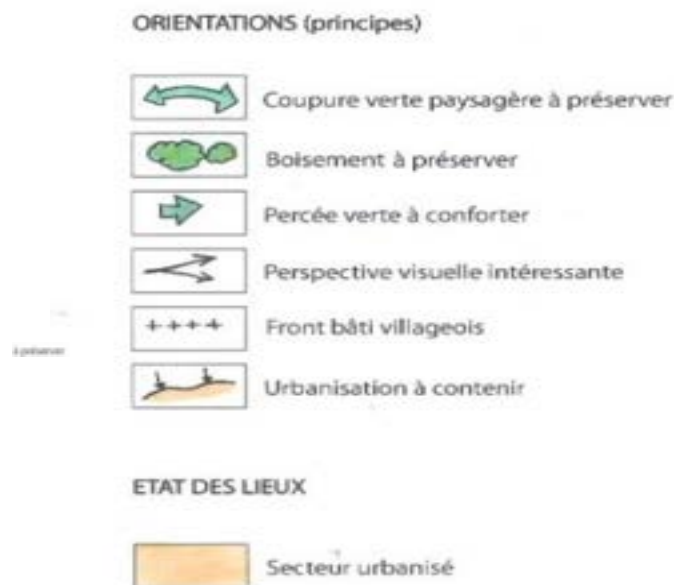 ORIENTATIONS (principes)
Coupure verte paysagère à préserver
Boisement à préserver
Percée verte à conforter
Perspective visuelle intéressante
Front bâti villageois
à préserver
Urbanisation à contenir
ETAT DES LIEUX
Secteur urbanisé